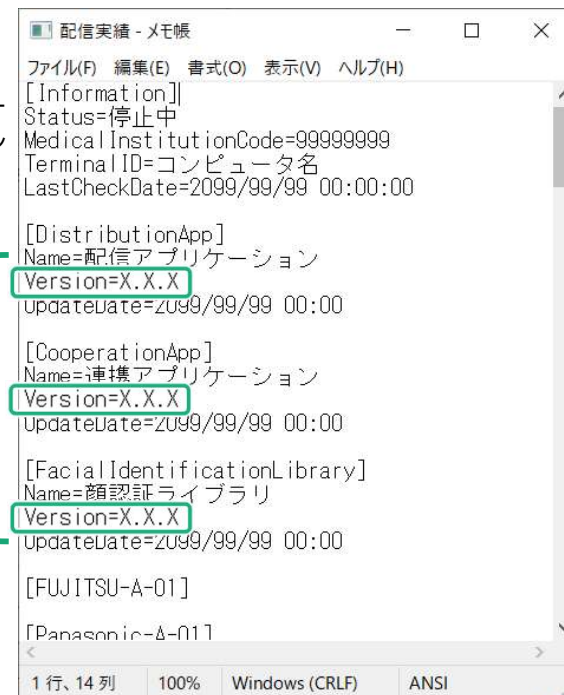 配信実績 - メモ帳
ファイル(F) 編集(E) 書式(O) 表示(V) ヘルプ(H)
[Information]
Status=停止中
MedicalInstitutionCode=99999999
TerminalID=コンピュータ名
LastCheckDate=2099/99/99 00:00:00
[DistributionApp]
Name=配信アプリケーション
Version=X.X.X
UpdateDate=2099/99/99 00:00
[CooperationApp]
Name=連携アプリケーション
Version=X.X.X
UpdateDate=2099/99/99 00:00
[FacialIdentificationLibrary]
Name=顔認証ライブラリ
Version=X.X.X
UpdateDate=2099/99/99 00:00
[FUJITSU-A-01]
[Panasonic-A-01]
1 行、14 列 100% Windows (CRLF) ANSI